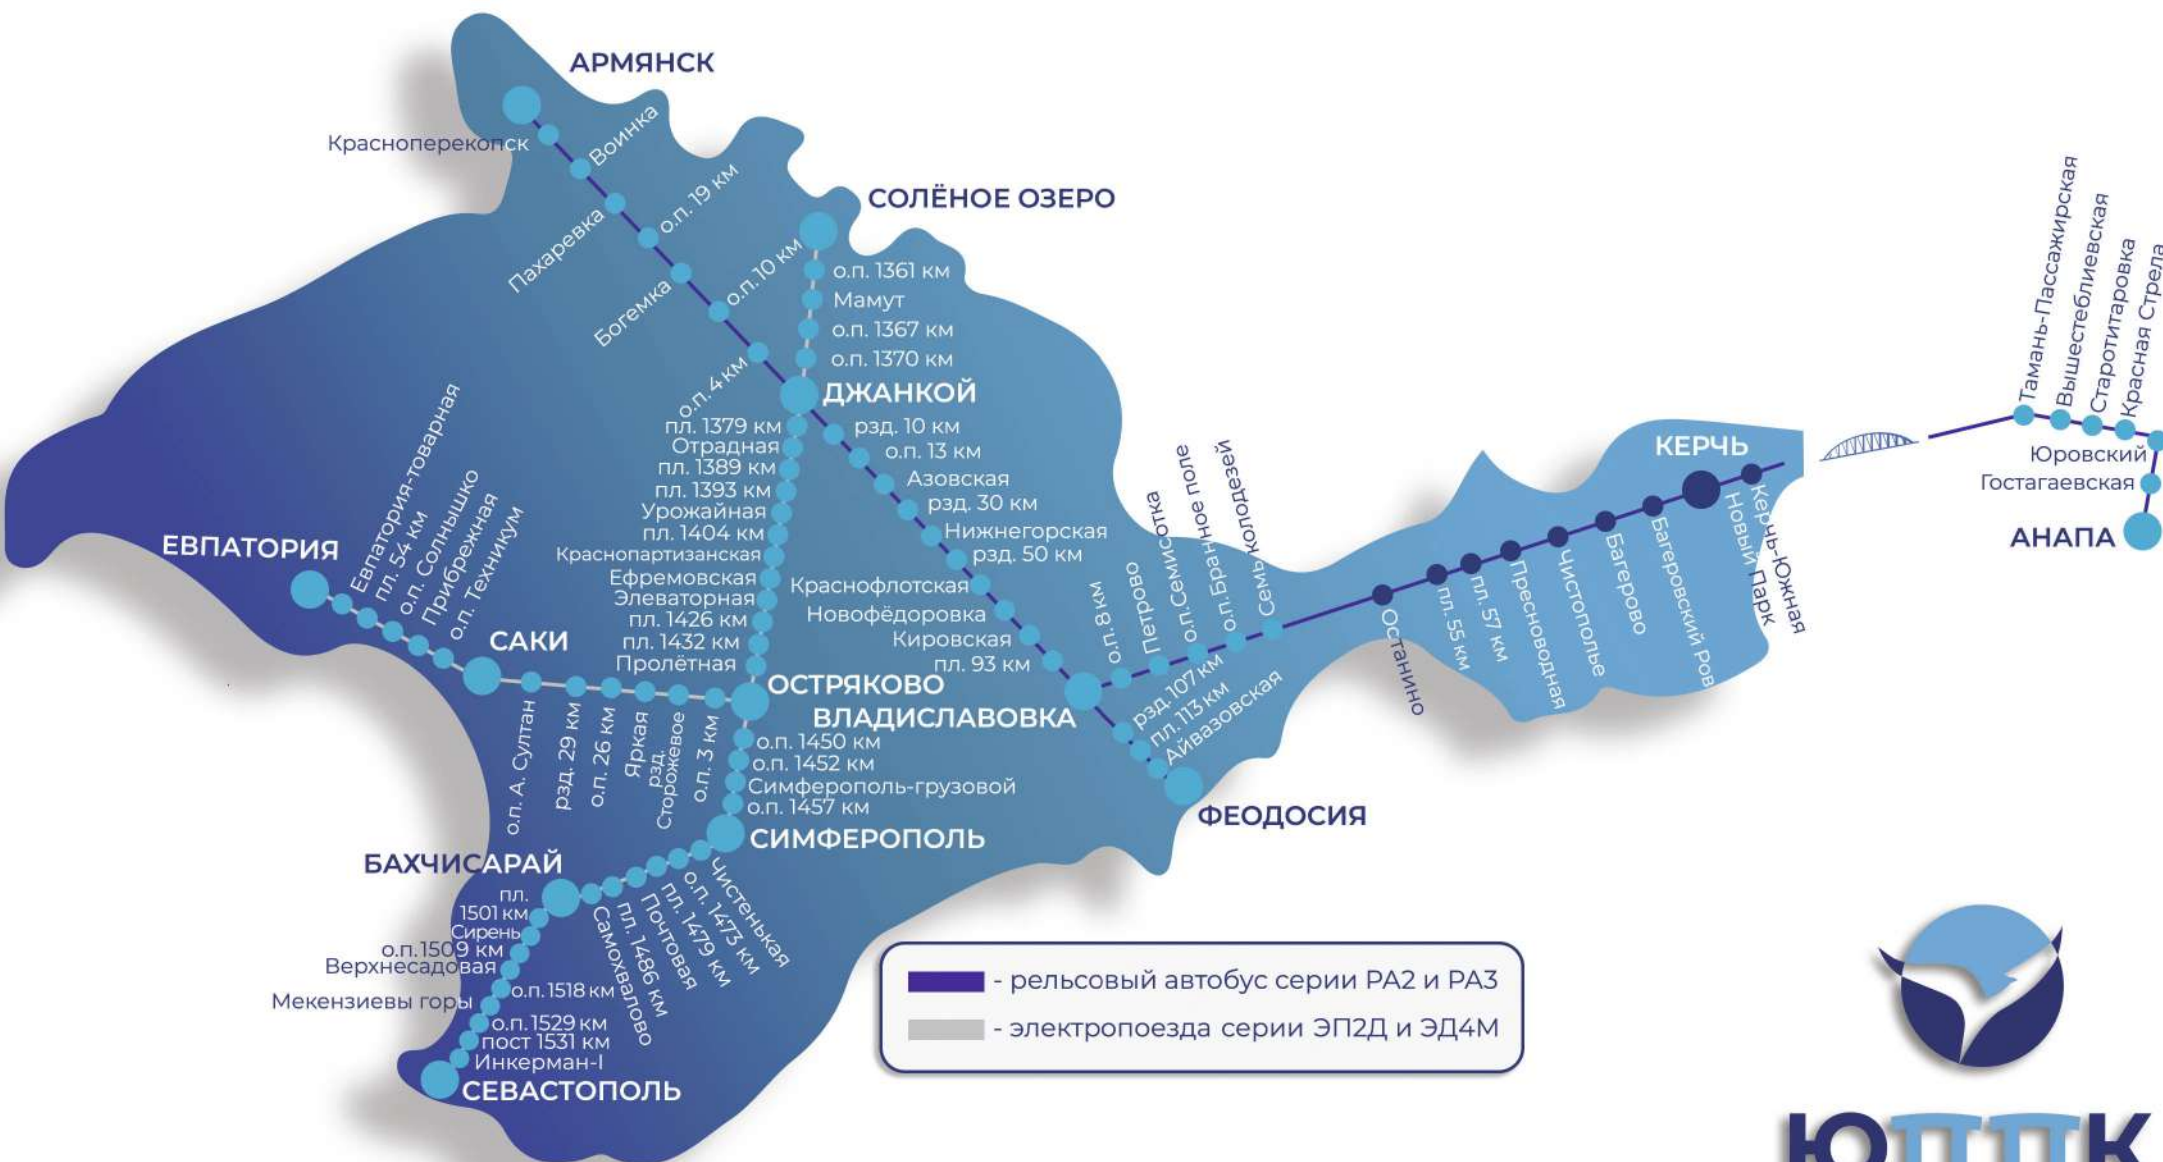 АРМЯНСК
Красноперекопск
Воинка
Пахаревка
о.п. 19 км
Богемка
о.п. 10 км
о.п. 4 км
СОЛЁНОЕ ОЗЕРО
о.п. 1361 км
Мамут
о.п. 1367 км
о.п. 1370 км
ДЖАНКОЙ
пл. 1379 км
Отрадная
пл. 1389 км
пл. 1393 км
Урожайная
пл. 1404 км
Краснопартизанская
Ефремовская
Элеваторная
пл. 1426 км
пл. 1432 км
Пролётная
рзд. 10 км
о.п. 13 км
Азовская
рзд. 30 км
Нижнегорская
рзд. 50 км
Краснофлотская
Новофёдоровка
Кировская
пл. 93 км
ЕВПАТОРИЯ
Евпатория-товарная
пл. 54 км
о.п. Солнышко
Прибрежная
о.п. Техникум
САКИ
о.п. А. Султан
рзд. 29 км
о.п. 26 км
Яркая
рзд.
Сторожевое
о.п. 3 км
ОСТРЯКОВО
ВЛАДИСЛАВОВКА
о.п. 1450 км
о.п. 1452 км
Симферополь-грузовой
о.п. 1457 км
СИМФЕРОПОЛЬ
Чистенькая
о.п. 1473 км
пл. 1479 км
Почтовая
пл. 1486 км
Самохвалово
БАХЧИСАРАЙ
пл.
1501 км
Сирень
о.п.1509 км
Верхнесадовая
о.п. 1518 км
Мекензиевы горы
о.п. 1529 км
пост 1531 км
Инкерман-I
СЕВАСТОПОЛЬ
рзд. 107 км
пл. 113 км
Айвазовская
ФЕОДОСИЯ
о.п. 8 км
Петрово
о.п. Семисотка
о.п. Бранное поле
Семь колодезей
Останино
пл. 55 км
пл. 57 км
Пресноводная
Чистополье
Багерово
Багеровский Ров
КЕРЧЬ
Новый Парк
Керчь-Южная
Тамань-Пассажирская
Вышестеблиевская
Старотитаровка
Красная Стрела
Юровский
Гостагаевская
АНАПА
- рельсовый автобус серии РА2 и РА3
- электропоезда серии ЭП2Д и ЭД4М
ЮППК